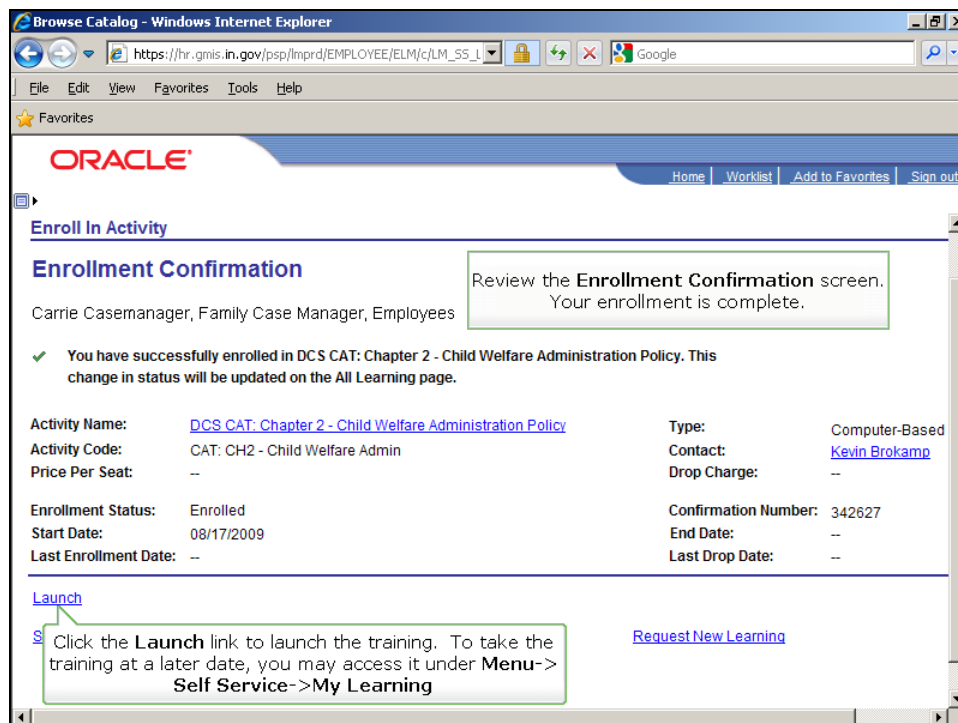 Browse Catalog - Windows Internet Explorer
https://hr.gmis.in.gov/psp/lmprd/EMPLOYEE/ELM/c/LM_SS_L Google
File Edit View Favorites Tools Help
Favorites
ORACLE
Home Worklist Add to Favorites Sign out
Enroll In Activity
Enrollment Confirmation
Review the Enrollment Confirmation screen.
Your enrollment is complete.
Carrie Casemanager, Family Case Manager, Employees
You have successfully enrolled in DCS CAT: Chapter 2 - Child Welfare Administration Policy. This
change in status will be updated on the All Learning page.
Activity Name: DCS CAT: Chapter 2 - Child Welfare Administration Policy Type: Computer-Based
Activity Code: CAT: CH2 - Child Welfare Admin Contact: Kevin Brokamp
Price Per Seat: -- Drop Charge: --
Enrollment Status: Enrolled Confirmation Number: 342627
Start Date: 08/17/2009 End Date: --
Last Enrollment Date: -- Last Drop Date: --
Launch
Click the Launch link to launch the training. To take the
training at a later date, you may access it under Menu->
Self Service->My Learning
Request New Learning